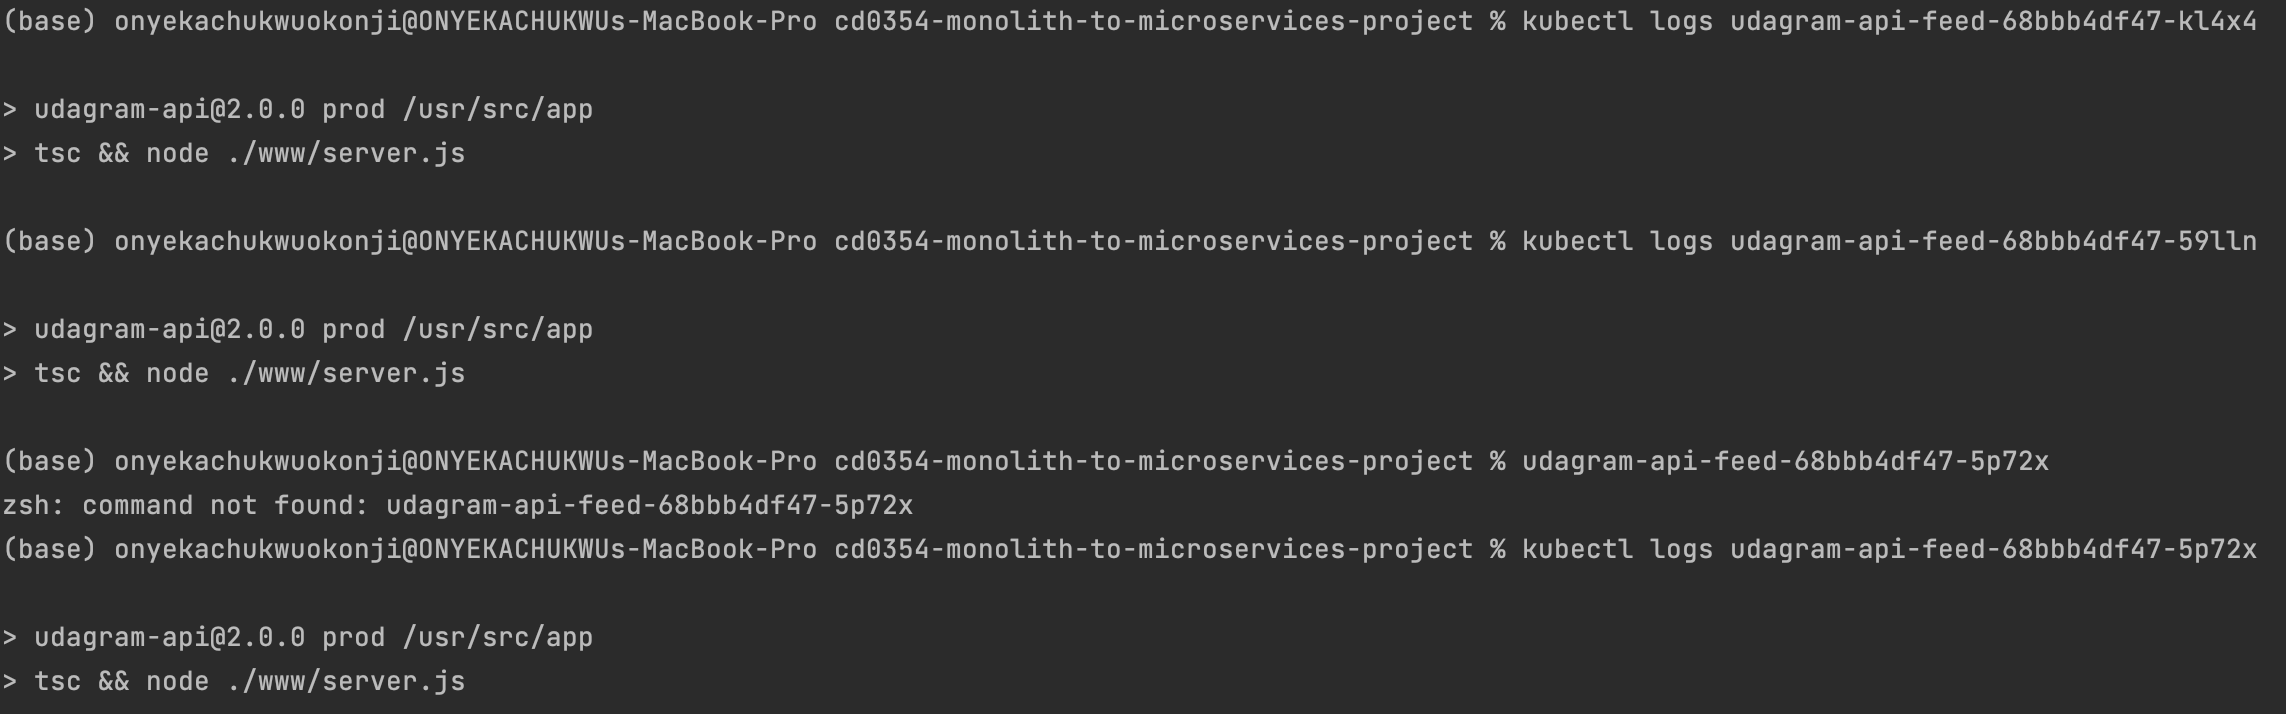 (base) onyekachukwuokonji@ONYEKACHUKWUs-MacBook-Pro cd0354-monolith-to-microservices-project % kubectl logs udagram-api-feed-68bbb4df47-kl4x4
> udagram-api@2.0.0 prod /usr/src/app
> tsc && node ./www/server.js
(base) onyekachukwuokonji@ONYEKACHUKWUs-MacBook-Pro cd0354-monolith-to-microservices-project % kubectl logs udagram-api-feed-68bbb4df47-59lln
> udagram-api@2.0.0 prod /usr/src/app
> tsc && node ./www/server.js
(base) onyekachukwuokonji@ONYEKACHUKWUs-MacBook-Pro cd0354-monolith-to-microservices-project % udagram-api-feed-68bbb4df47-5p72x
zsh: command not found: udagram-api-feed-68bbb4df47-5p72x
(base) onyekachukwuokonji@ONYEKACHUKWUs-MacBook-Pro cd0354-monolith-to-microservices-project % kubectl logs udagram-api-feed-68bbb4df47-5p72x
> udagram-api@2.0.0 prod /usr/src/app
> tsc && node ./www/server.js